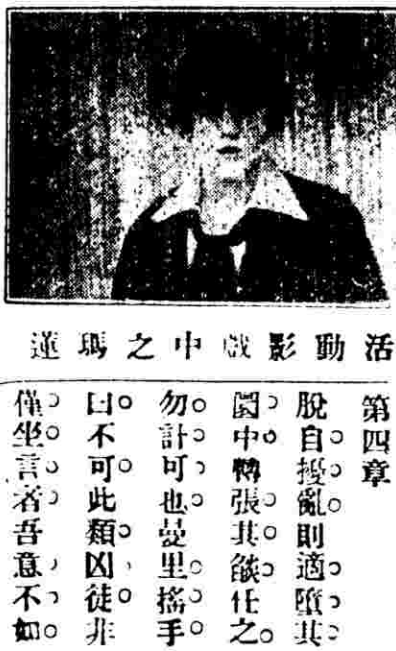 活動影戲中之瑪蓮
第四章
脫自擾亂則適墮其
圈中轉張其燄任之
勿計可也曼里搖手
曰不可此類凶徒非
僅坐言者吾意不如